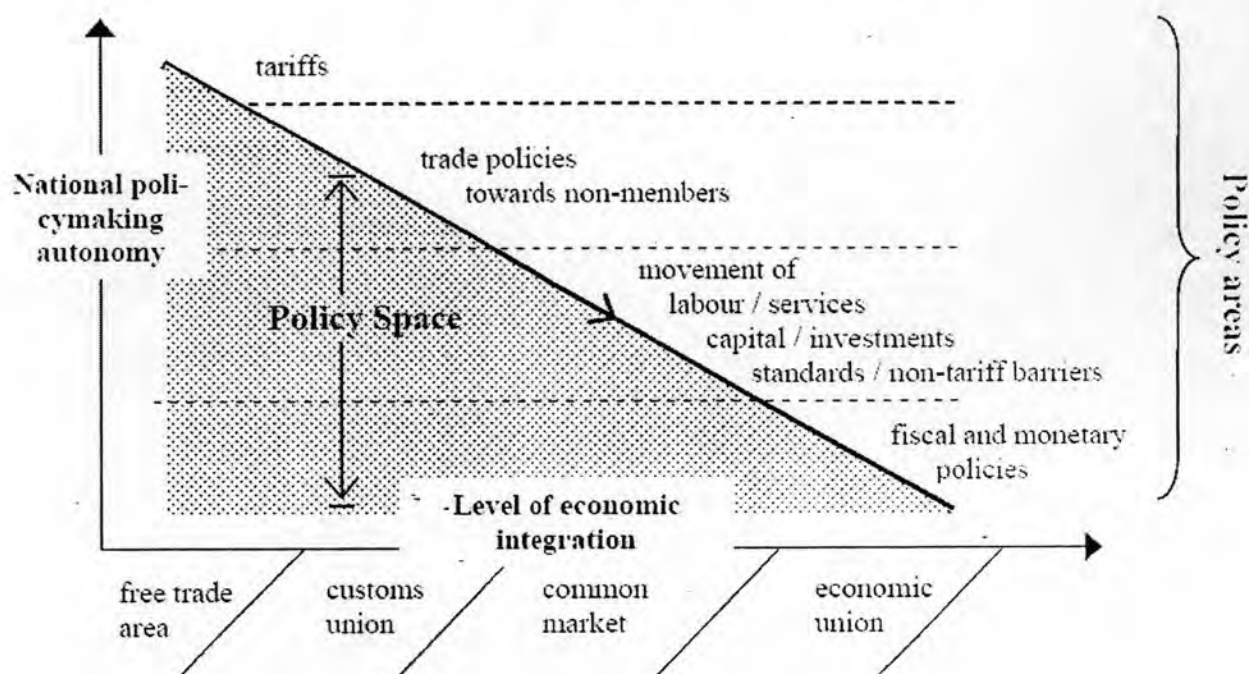 tariffs
trade policies
towards non-members
National poli-
cymaking
autonomy
movement of
labour / services
capital / investments
standards / non-tariff barriers
Policy Space
fiscal and monetary
policies
Policy areas
-Level of economic
integration
free trade
area
customs
union
common
market
economic
union